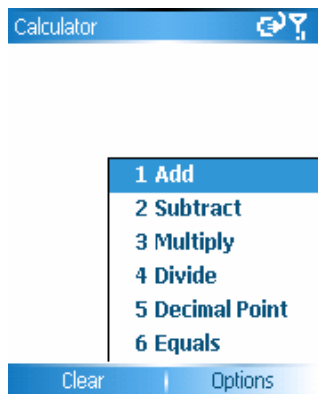 Calculator
1 Add
2 Subtract
3 Multiply
4 Divide
5 Decimal Point
6 Equals
Clear Options